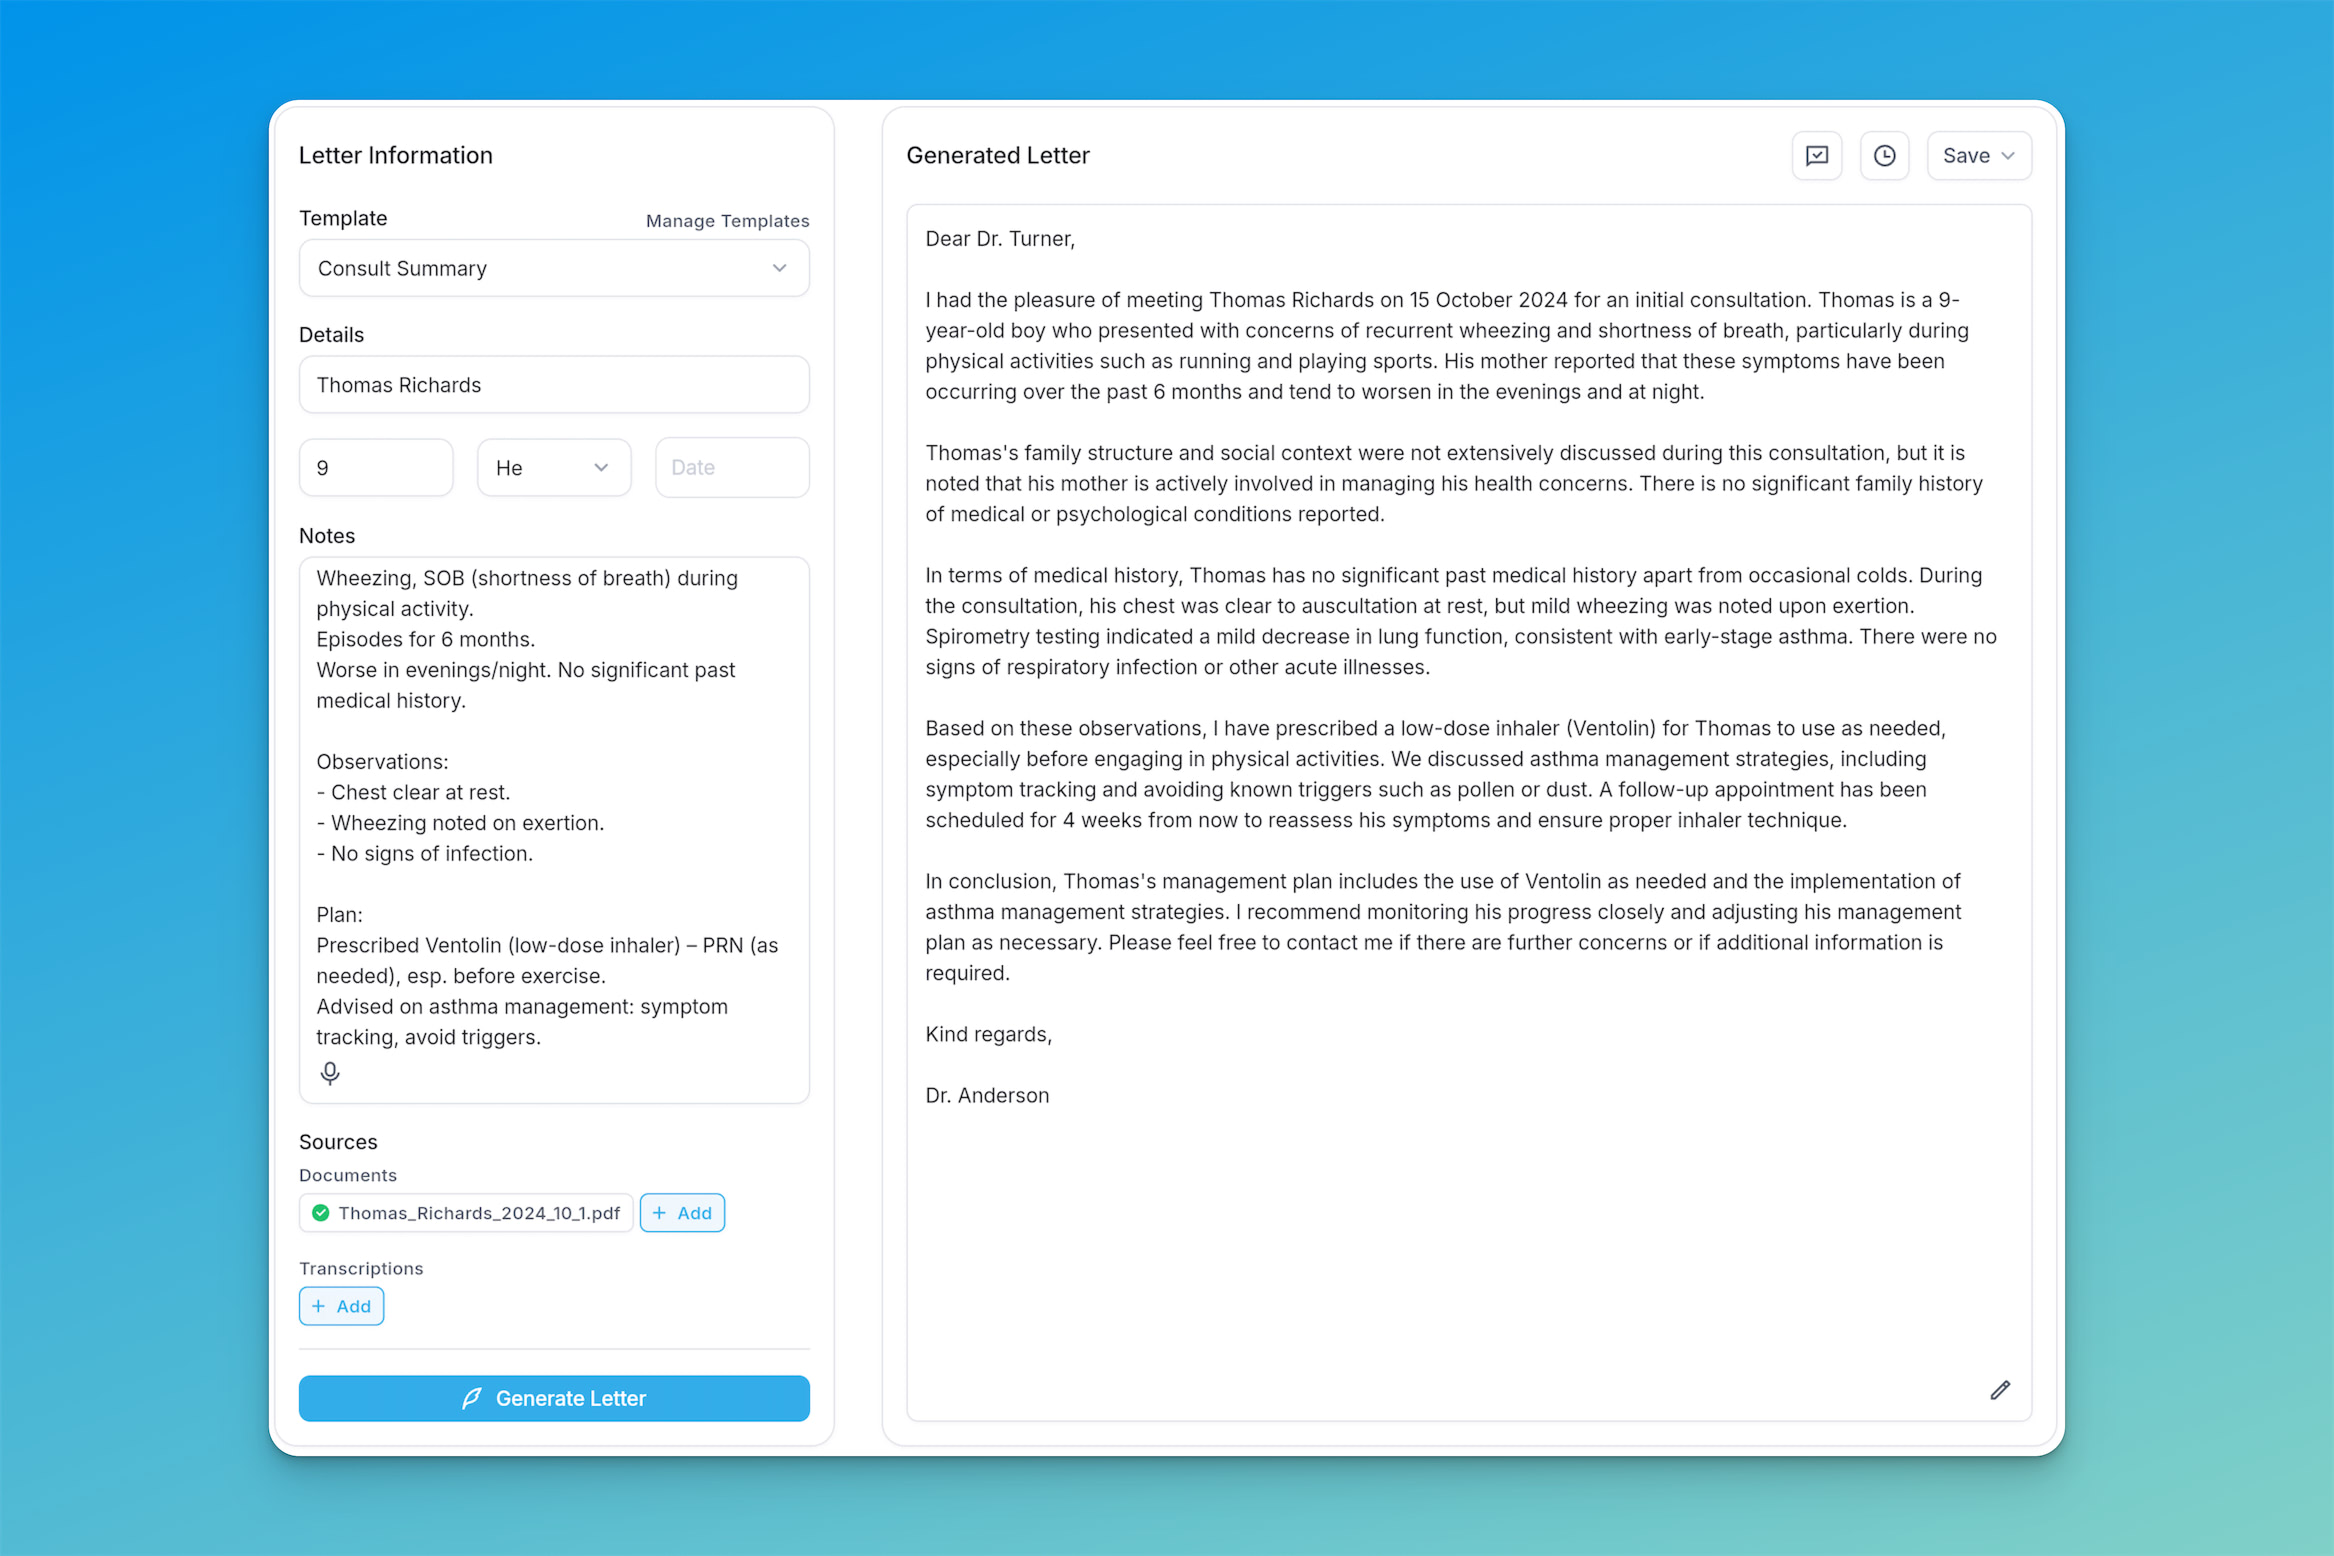 Letter Information
Template
Manage Templates
Consult Summary
Details
Thomas Richards
9
He
Date
Notes
Wheezing, SOB (shortness of breath) during
physical activity.
Episodes for 6 months.
Worse in evenings/night. No significant past
medical history.
Observations:
- Chest clear at rest.
- Wheezing noted on exertion.
- No signs of infection.
Plan:
Prescribed Ventolin (low-dose inhaler) – PRN (as
needed), esp. before exercise.
Advised on asthma management: symptom
tracking, avoid triggers.
Sources
Documents
Thomas_Richards_2024_10_1.pdf
+ Add
Transcriptions
+ Add
Generate Letter
Generated Letter
Save
Dear Dr. Turner,
I had the pleasure of meeting Thomas Richards on 15 October 2024 for an initial consultation. Thomas is a 9-
year-old boy who presented with concerns of recurrent wheezing and shortness of breath, particularly during
physical activities such as running and playing sports. His mother reported that these symptoms have been
occurring over the past 6 months and tend to worsen in the evenings and at night.
Thomas's family structure and social context were not extensively discussed during this consultation, but it is
noted that his mother is actively involved in managing his health concerns. There is no significant family history
of medical or psychological conditions reported.
In terms of medical history, Thomas has no significant past medical history apart from occasional colds. During
the consultation, his chest was clear to auscultation at rest, but mild wheezing was noted upon exertion.
Spirometry testing indicated a mild decrease in lung function, consistent with early-stage asthma. There were no
signs of respiratory infection or other acute illnesses.
Based on these observations, I have prescribed a low-dose inhaler (Ventolin) for Thomas to use as needed,
especially before engaging in physical activities. We discussed asthma management strategies, including
symptom tracking and avoiding known triggers such as pollen or dust. A follow-up appointment has been
scheduled for 4 weeks from now to reassess his symptoms and ensure proper inhaler technique.
In conclusion, Thomas's management plan includes the use of Ventolin as needed and the implementation of
asthma management strategies. I recommend monitoring his progress closely and adjusting his management
plan as necessary. Please feel free to contact me if there are further concerns or if additional information is
required.
Kind regards,
Dr. Anderson